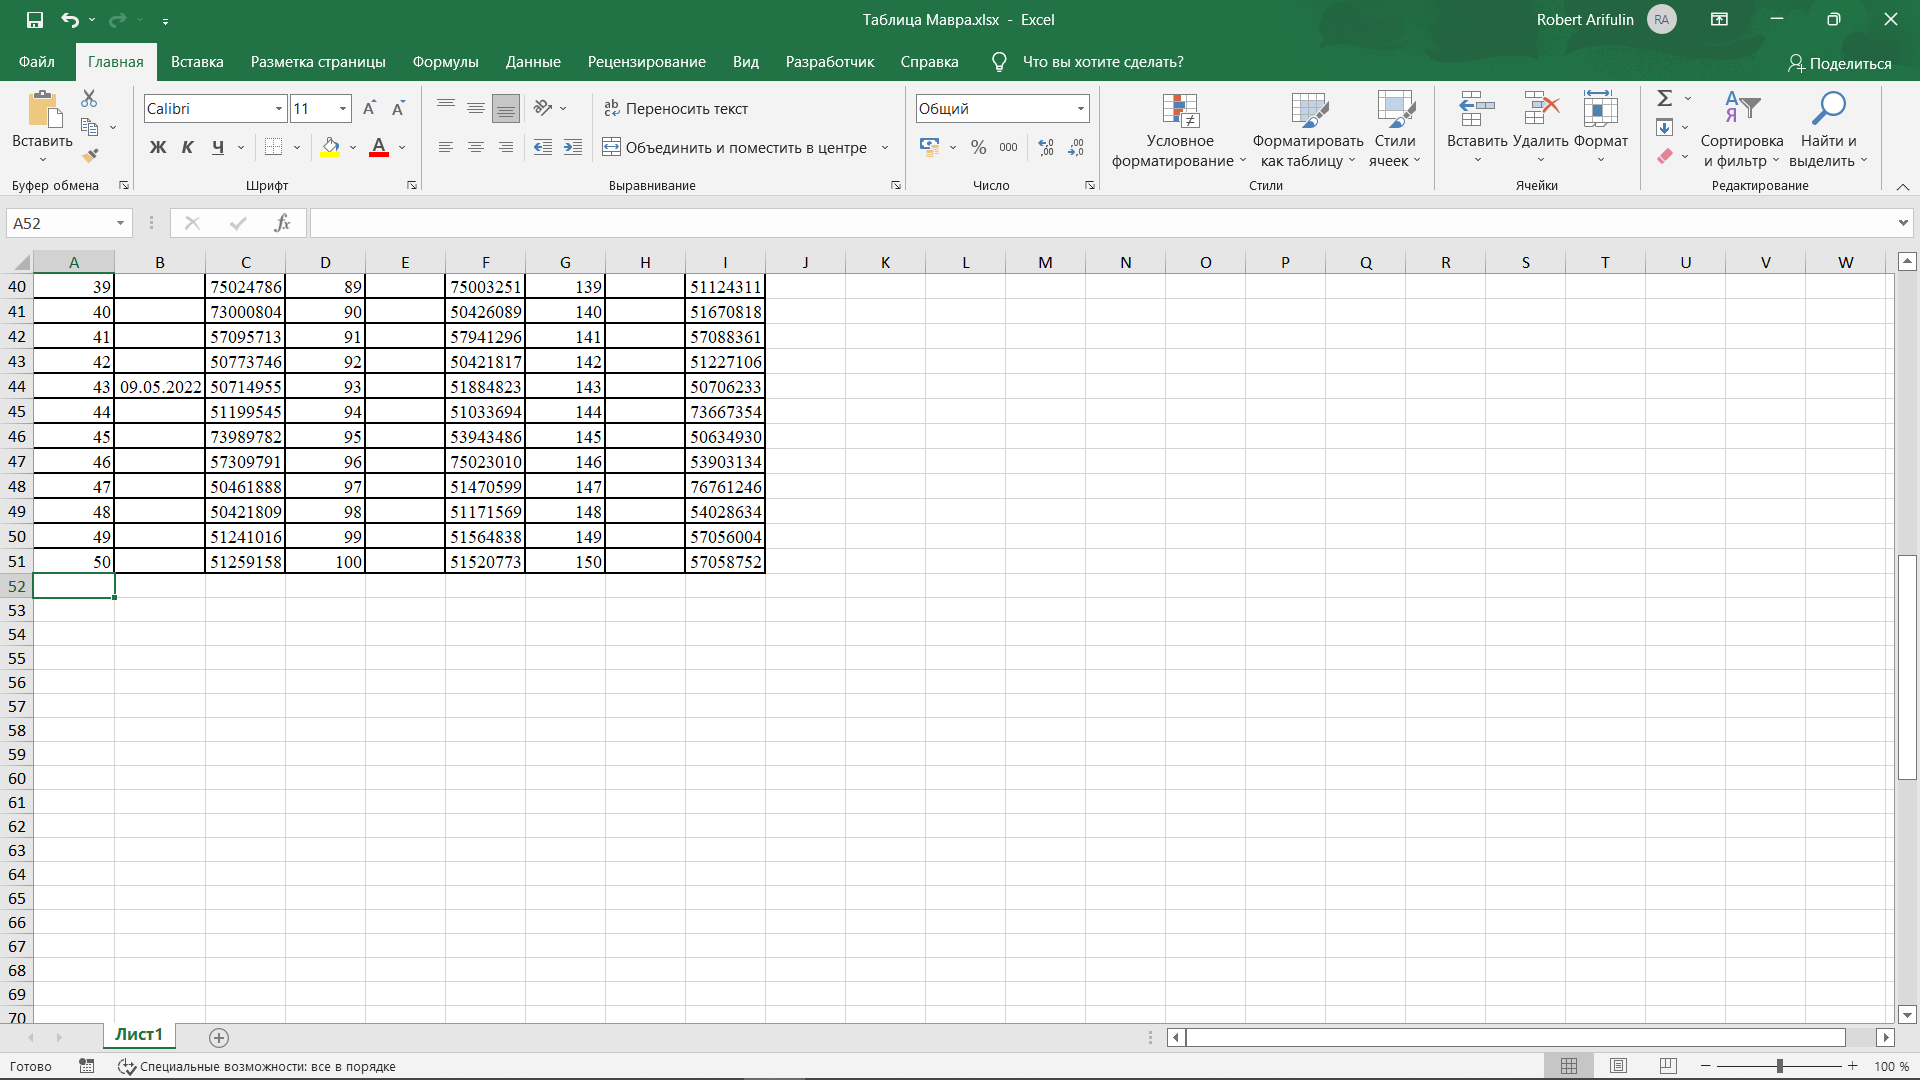 Таблица Мавра.xlsx - Excel
Robert Arifulin RA
Файл Главная Вставка Разметка страницы Формулы Данные Рецензирование Вид Разработчик Справка Что вы хотите сделать? Поделиться
Calibri 11 Переносить текст Общий
Вставить
Ж К Ч Объединить и поместить в центре % 000
Условное форматирование
Форматировать как таблицу
Стили ячеек
Вставить Удалить Формат
Сортировка и фильтр
Найти и выделить
Буфер обмена Шрифт Выравнивание Число Стили Ячейки Редактирование
A52 fx
A B C D E F G H I J K L M N O P Q R S T U V W
40 39 75024786 89 75003251 139 51124311
41 40 73000804 90 50426089 140 51670818
42 41 57095713 91 57941296 141 57088361
43 42 50773746 92 50421817 142 51227106
44 43 09.05.2022 50714955 93 51884823 143 50706233
45 44 51199545 94 51033694 144 73667354
46 45 73989782 95 53943486 145 50634930
47 46 57309791 96 75023010 146 53903134
48 47 50461888 97 51470599 147 76761246
49 48 50421809 98 51171569 148 54028634
50 49 51241016 99 51564838 149 57056004
51 50 51259158 100 51520773 150 57058752
52
53
54
55
56
57
58
59
60
61
62
63
64
65
66
67
68
69
70
Лист1
Готово Специальные возможности: все в порядке 100 %